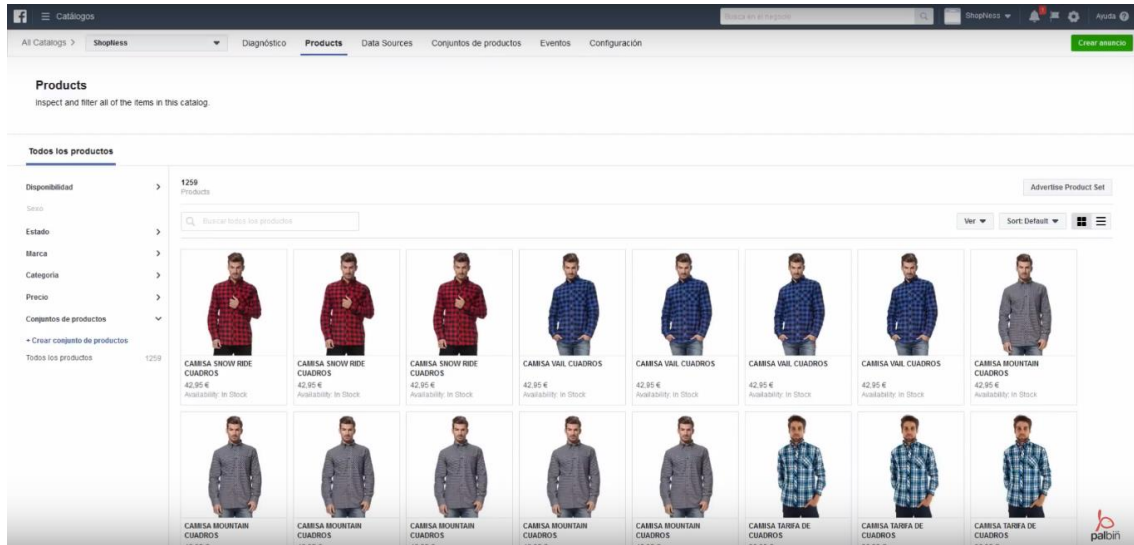 f Catálogos Busca en el negocio ShopNess 1 Ayuda
All Catalogs > ShopNess Diagnóstico Products Data Sources Conjuntos de productos Eventos Configuración Crear anuncio
Products
Inspect and filter all of the items in this catalog.
Todos los productos
Disponibilidad
Sexo
Estado
Marca
Categoría
Precio
Conjuntos de productos
+ Crear conjunto de productos
Todos los productos 1259
1259
Products
Advertise Product Set
Buscar todos los productos
Ver Sort: Default
CAMISA SNOW RIDE CUADROS
42,95 €
Availability: In Stock
CAMISA SNOW RIDE CUADROS
42,95 €
Availability: In Stock
CAMISA SNOW RIDE CUADROS
42,95 €
Availability: In Stock
CAMISA VAIL CUADROS
42,95 €
Availability: In Stock
CAMISA VAIL CUADROS
42,95 €
Availability: In Stock
CAMISA VAIL CUADROS
42,95 €
Availability: In Stock
CAMISA VAIL CUADROS
42,95 €
Availability: In Stock
CAMISA MOUNTAIN CUADROS
42,95 €
Availability: In Stock
CAMISA MOUNTAIN CUADROS
CAMISA MOUNTAIN CUADROS
CAMISA MOUNTAIN CUADROS
CAMISA MOUNTAIN CUADROS
CAMISA MOUNTAIN CUADROS
CAMISA TARIFA DE CUADROS
CAMISA TARIFA DE CUADROS
CAMISA TARIFA DE CUADROS
palbin